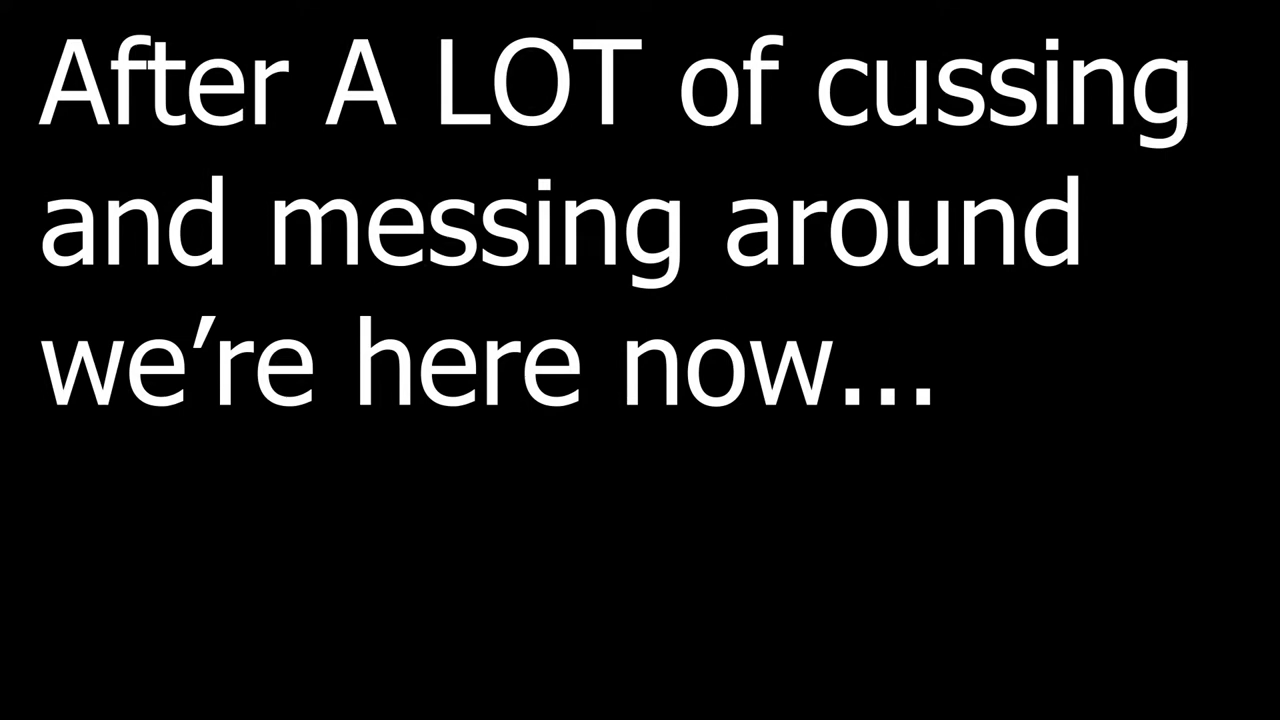 After A LOT of cussing
and messing around
we’re here now...